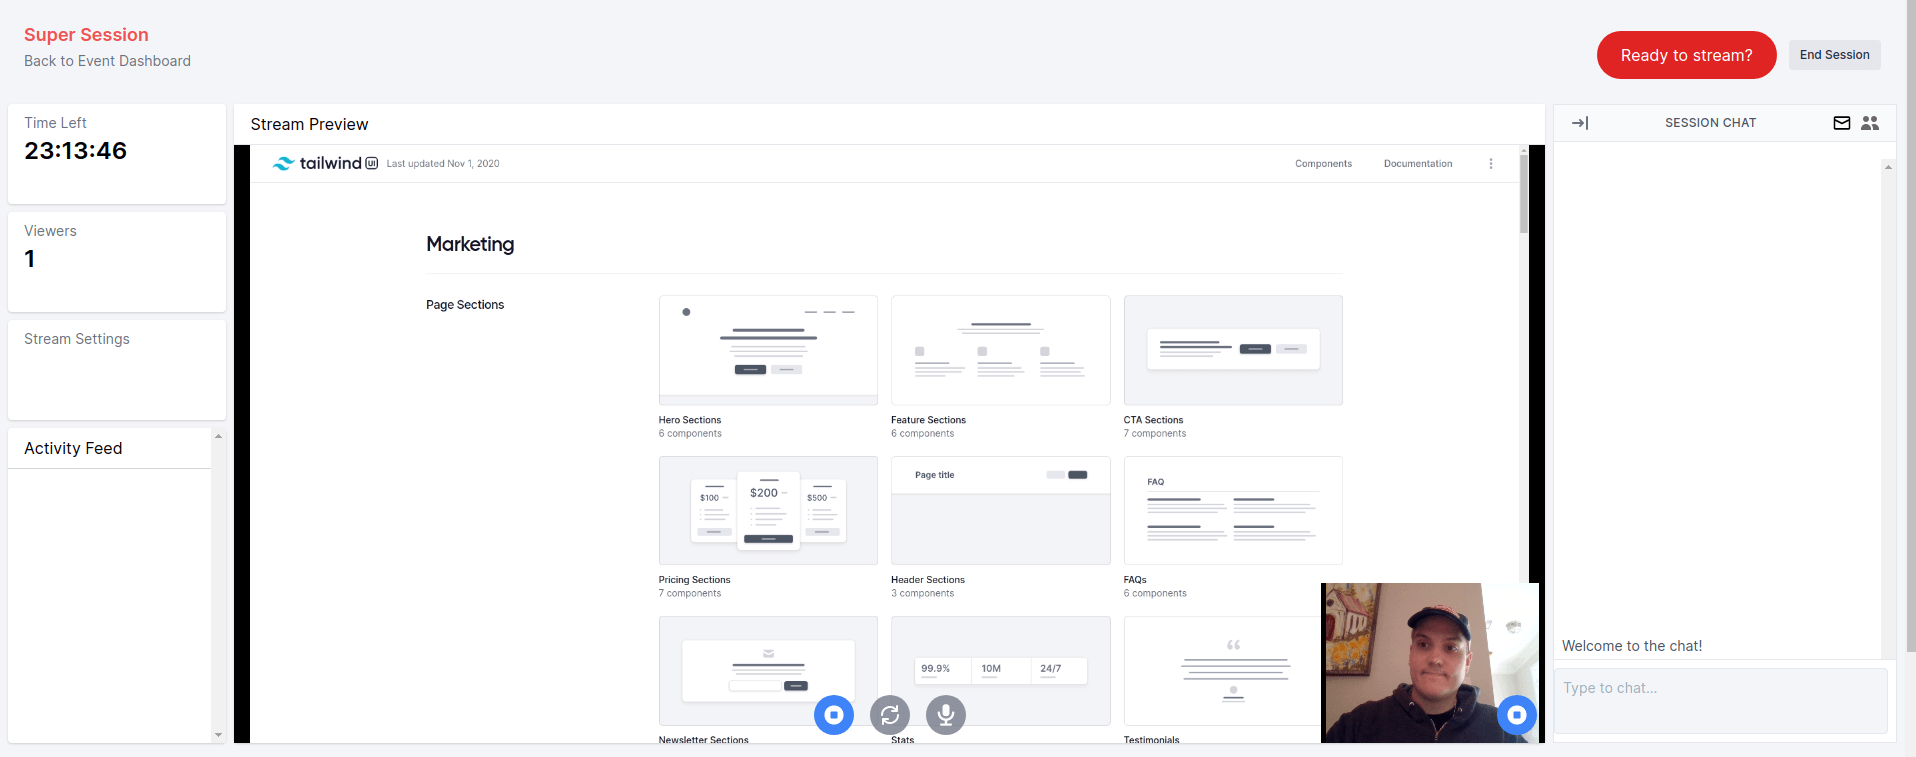 Super Session
Back to Event Dashboard
Ready to stream?
End Session
Time Left
23:13:46
Viewers
1
Stream Settings
Activity Feed
Stream Preview
tailwind UI Last updated Nov 1, 2020
Components Documentation
Marketing
Page Sections
Hero Sections
6 components
Feature Sections
6 components
CTA Sections
7 components
$100
$200
$500
Pricing Sections
7 components
Page title
Header Sections
3 components
FAQ
FAQs
6 components
Newsletter Sections
99.9% 10M 24/7
Stats
Testimonials
SESSION CHAT
Welcome to the chat!
Type to chat...